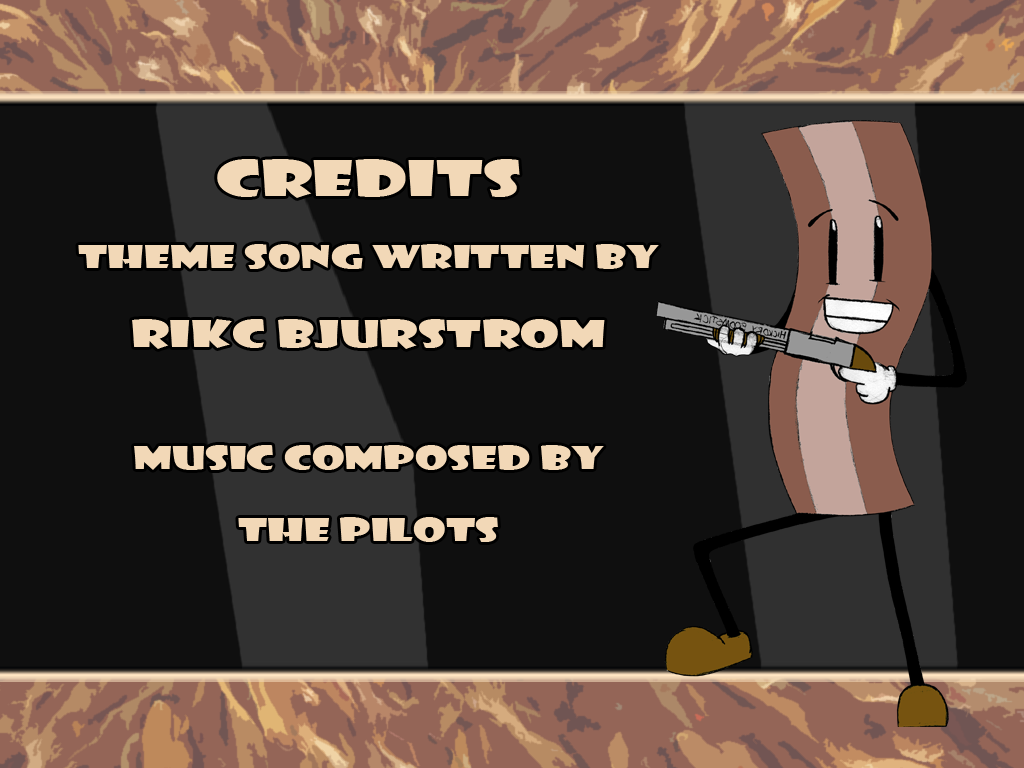 CREDITS
THEME SONG WRITTEN BY
RIKC BJURSTROM
MUSIC COMPOSED BY
THE PILOTS